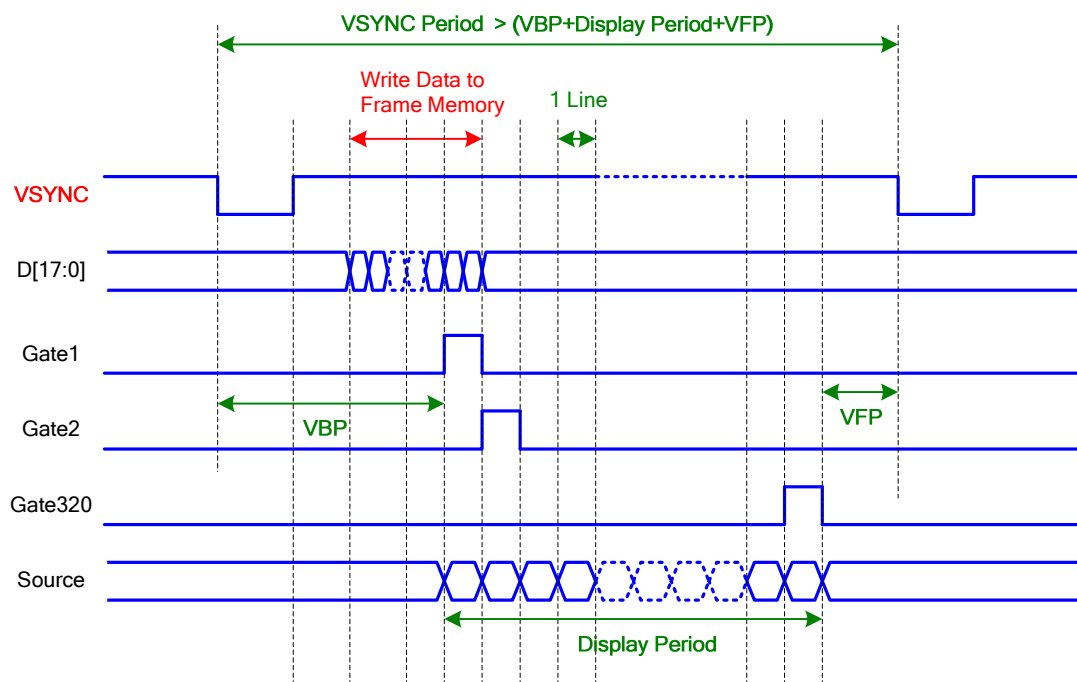 VSYNC Period > (VBP+Display Period+VFP)
Write Data to
Frame Memory
1 Line
VSYNC
D[17:0]
Gate1
VBP
VFP
Gate2
Gate320
Source
Display Period